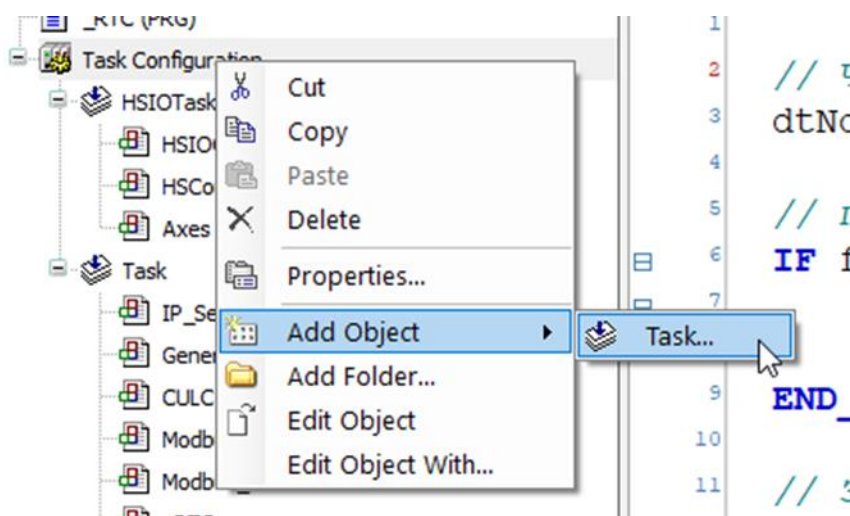 _RTC (PRG)
Task Configuration
HSIOTask
HSIO
HSCo
Axes
Task
IP_Se
Gener
CULC
Modb
Modb
Cut
Copy
Paste
Delete
Properties...
Add Object
Add Folder...
Edit Object
Edit Object With...
Task...
1
2 //
3 dtNo
4
5 //
6 IF f
7
9 END_
10
11 //